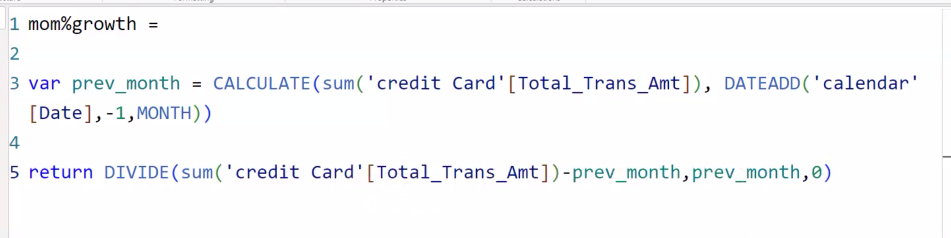 1 mom%growth =
2
3 var prev_month = CALCULATE(sum('credit Card'[Total_Trans_Amt]), DATEADD('calendar'
[Date],-1,MONTH))
4
5 return DIVIDE(sum('credit Card'[Total_Trans_Amt])-prev_month,prev_month,0)